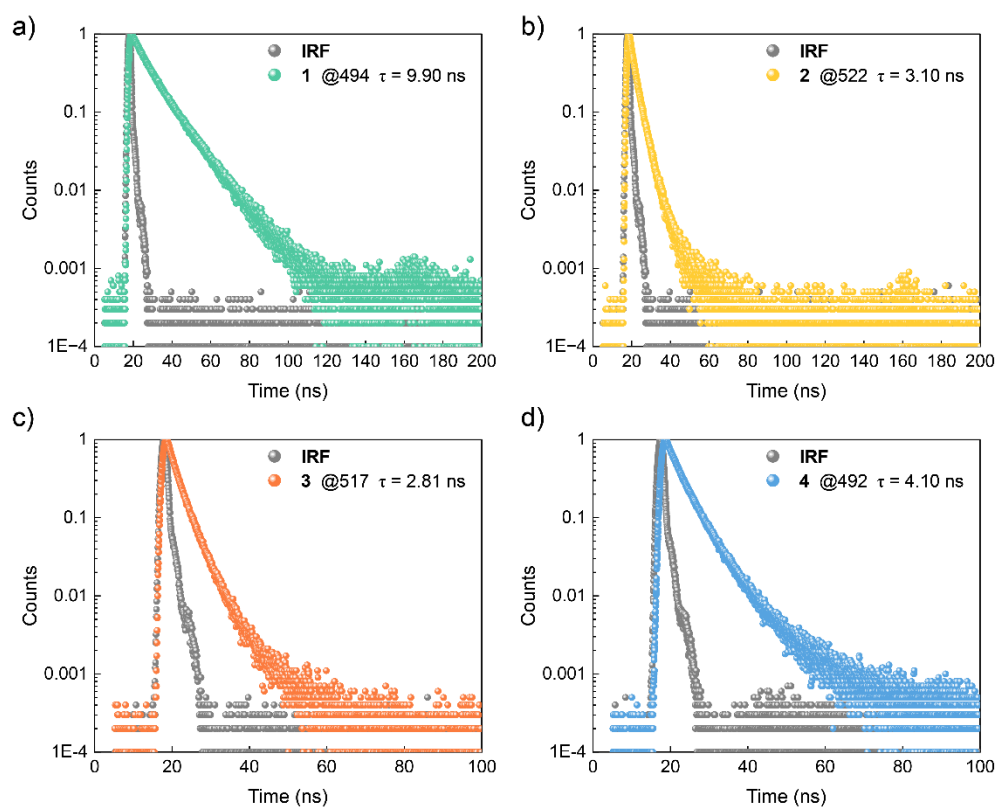 a)
IRF
1 @494 τ = 9.90 ns
1
0.1
0.01
0.001
1E−4
Counts
0 20 40 60 80 100 120 140 160 180 200
Time (ns)
b)
IRF
2 @522 τ = 3.10 ns
1
0.1
0.01
0.001
1E−4
Counts
0 20 40 60 80 100 120 140 160 180 200
Time (ns)
c)
IRF
3 @517 τ = 2.81 ns
1
0.1
0.01
0.001
1E−4
Counts
0 20 40 60 80 100
Time (ns)
d)
IRF
4 @492 τ = 4.10 ns
1
0.1
0.01
0.001
1E−4
Counts
0 20 40 60 80 100
Time (ns)